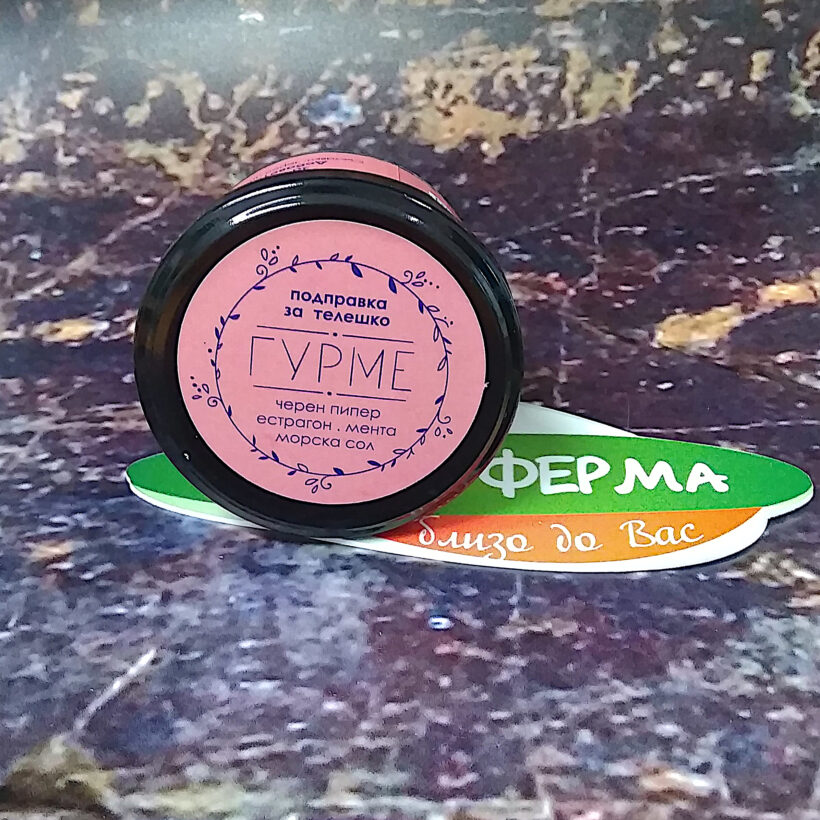 подправка
за телешко
ГУРМЕ
черен пипер
естрагон . мента
морска сол
ФЕРМА
близо до Вас